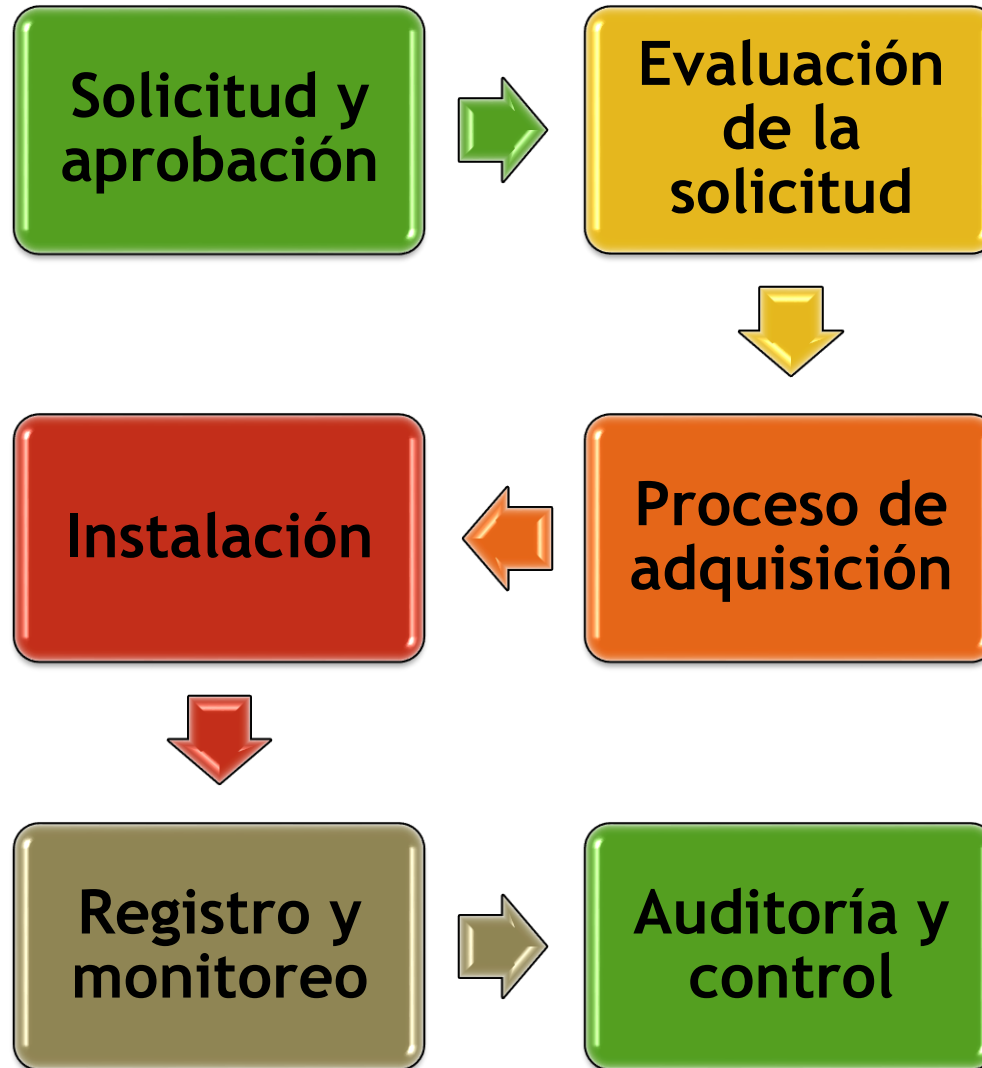 Solicitud y
aprobación
Evaluación
de la
solicitud
Proceso de
adquisición
Instalación
Registro y
monitoreo
Auditoría y
control